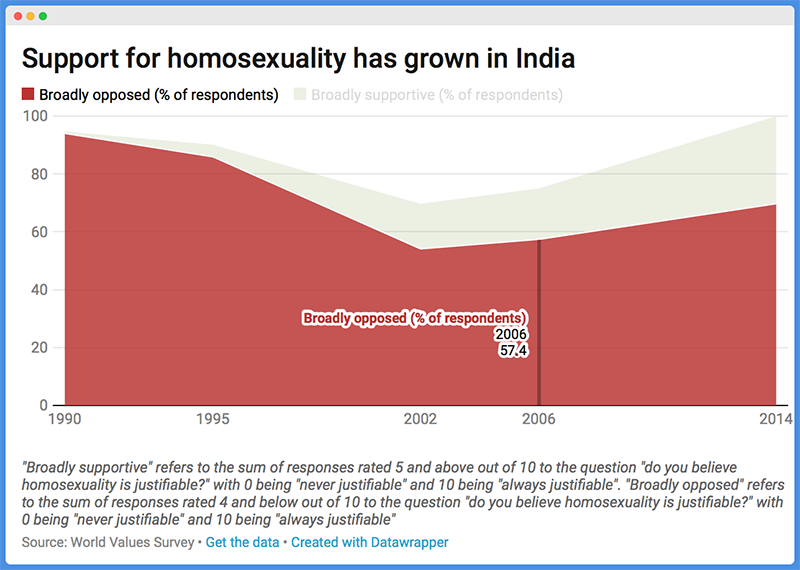 Support for homosexuality has grown in India
Broadly opposed (% of respondents) Broadly supportive (% of respondents)
100
80
60
40
20
0
Broadly opposed (% of respondents)
2006
57.4
1990 1995 2002 2006 2014
"Broadly supportive" refers to the sum of responses rated 5 and above out of 10 to the question "do you believe
homosexuality is justifiable?" with 0 being "never justifiable" and 10 being "always justifiable". "Broadly opposed" refers
to the sum of responses rated 4 and below out of 10 to the question "do you believe homosexuality is justifiable?" with
0 being "never justifiable" and 10 being "always justifiable"
Source: World Values Survey • Get the data • Created with Datawrapper